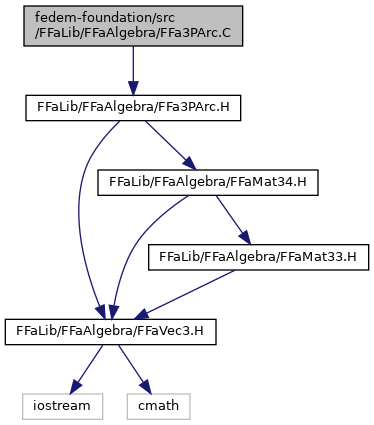 fedem-foundation/src
/FFaLib/FFaAlgebra/FFa3PArc.C
FFaLib/FFaAlgebra/FFa3PArc.H
FFaLib/FFaAlgebra/FFaMat34.H
FFaLib/FFaAlgebra/FFaMat33.H
FFaLib/FFaAlgebra/FFaVec3.H
iostream
cmath